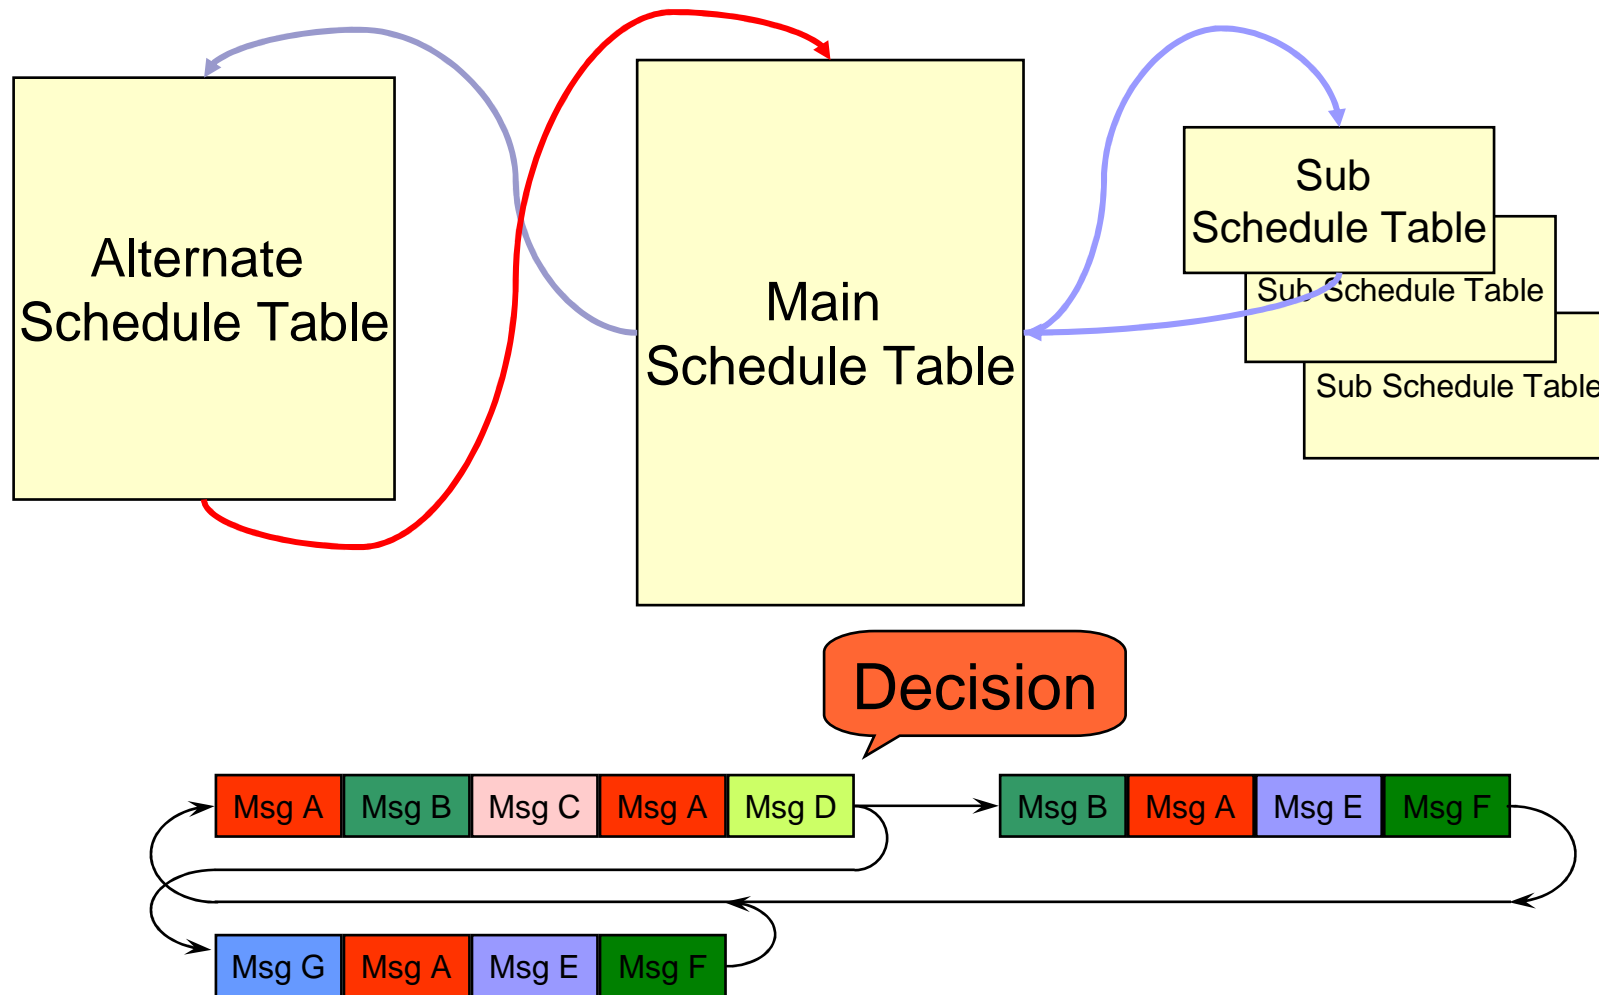 Alternate
Schedule Table
Main
Schedule Table
Sub
Schedule Table
Sub Schedule Table
Sub Schedule Table
Decision
Msg A Msg B Msg C Msg A Msg D Msg B Msg A Msg E Msg F
Msg G Msg A Msg E Msg F